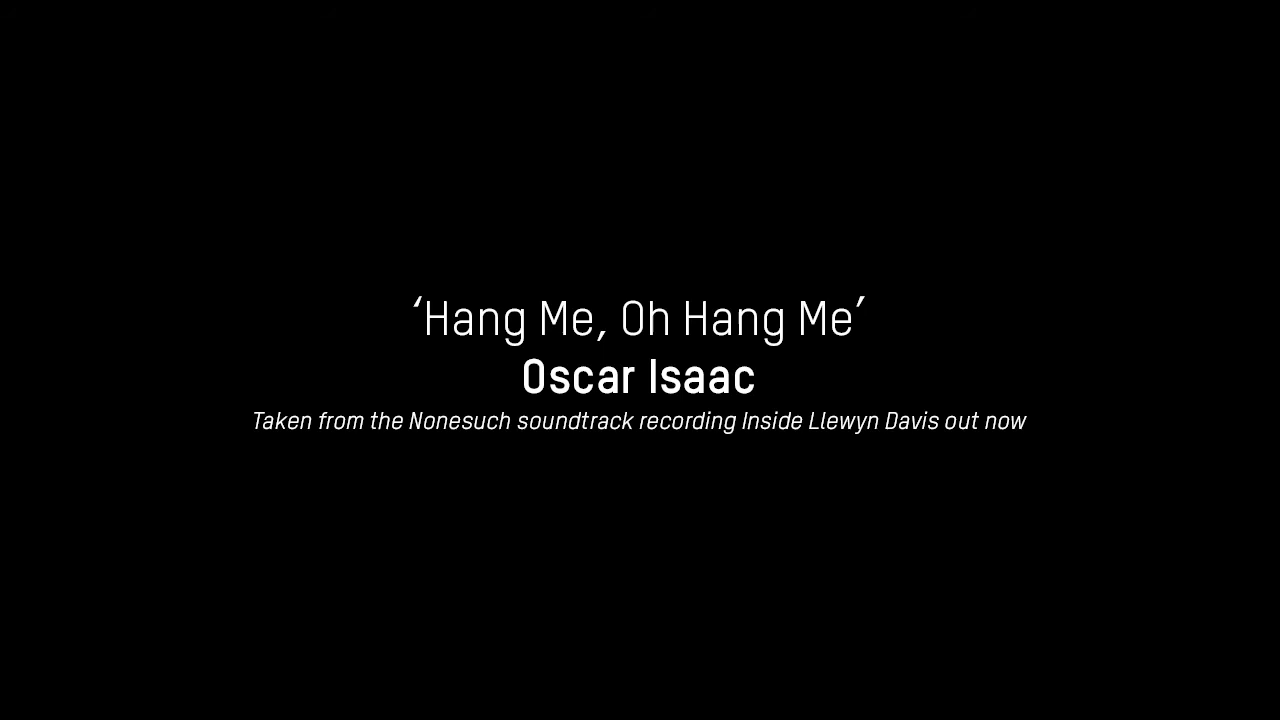 ‘Hang Me, Oh Hang Me’
Oscar Isaac
Taken from the Nonesuch soundtrack recording Inside Llewyn Davis out now